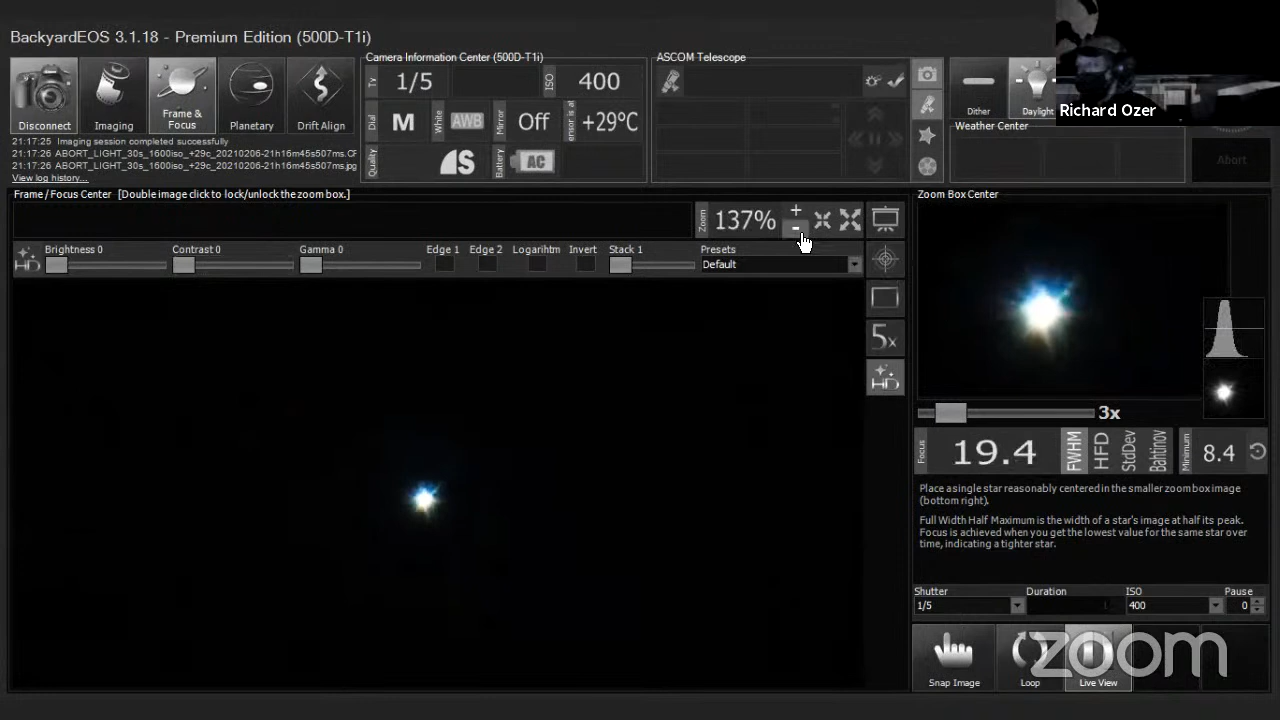 BackyardEOS 3.1.18 - Premium Edition (500D-T1i)
Disconnect
Imaging
Frame & Focus
Planetary
Drift Align
21:17:25 Imaging session completed successfully
21:17:26 ABORT_LIGHT_30s_1600iso_+29c_20210206-21h16m45s507ms.CF
21:17:26 ABORT_LIGHT_30s_1600iso_+29c_20210206-21h16m45s507ms.jpg
View log history...
Camera Information Center (500D-T1i)
Tv
1/5
ISO
400
Dial
M
White
AWB
Mirror
Off
+29°C
Quality
S
Battery
AC
ASCOM Telescope
Dither
Daylight
Richard Ozer
Weather Center
Abort
Frame / Focus Center [Double image click to lock/unlock the zoom box.]
Zoom
137%
+
-
HD
Brightness 0
Contrast 0
Gamma 0
Edge 1
Edge 2
Logarihtm
Invert
Stack 1
Presets
Default
5x
HD
Zoom Box Center
3x
Focus
19.4
FWHM
HFD
StdDev
Bahtinov
Minimum
8.4
Place a single star reasonably centered in the smaller zoom box image
(bottom right).
Full Width Half Maximum is the width of a star's image at half its peak.
Focus is achieved when you get the lowest value for the same star over
time, indicating a tighter star.
Shutter
Duration
ISO
Pause
1/5
400
0
Snap Image
Loop
Live View
zoom